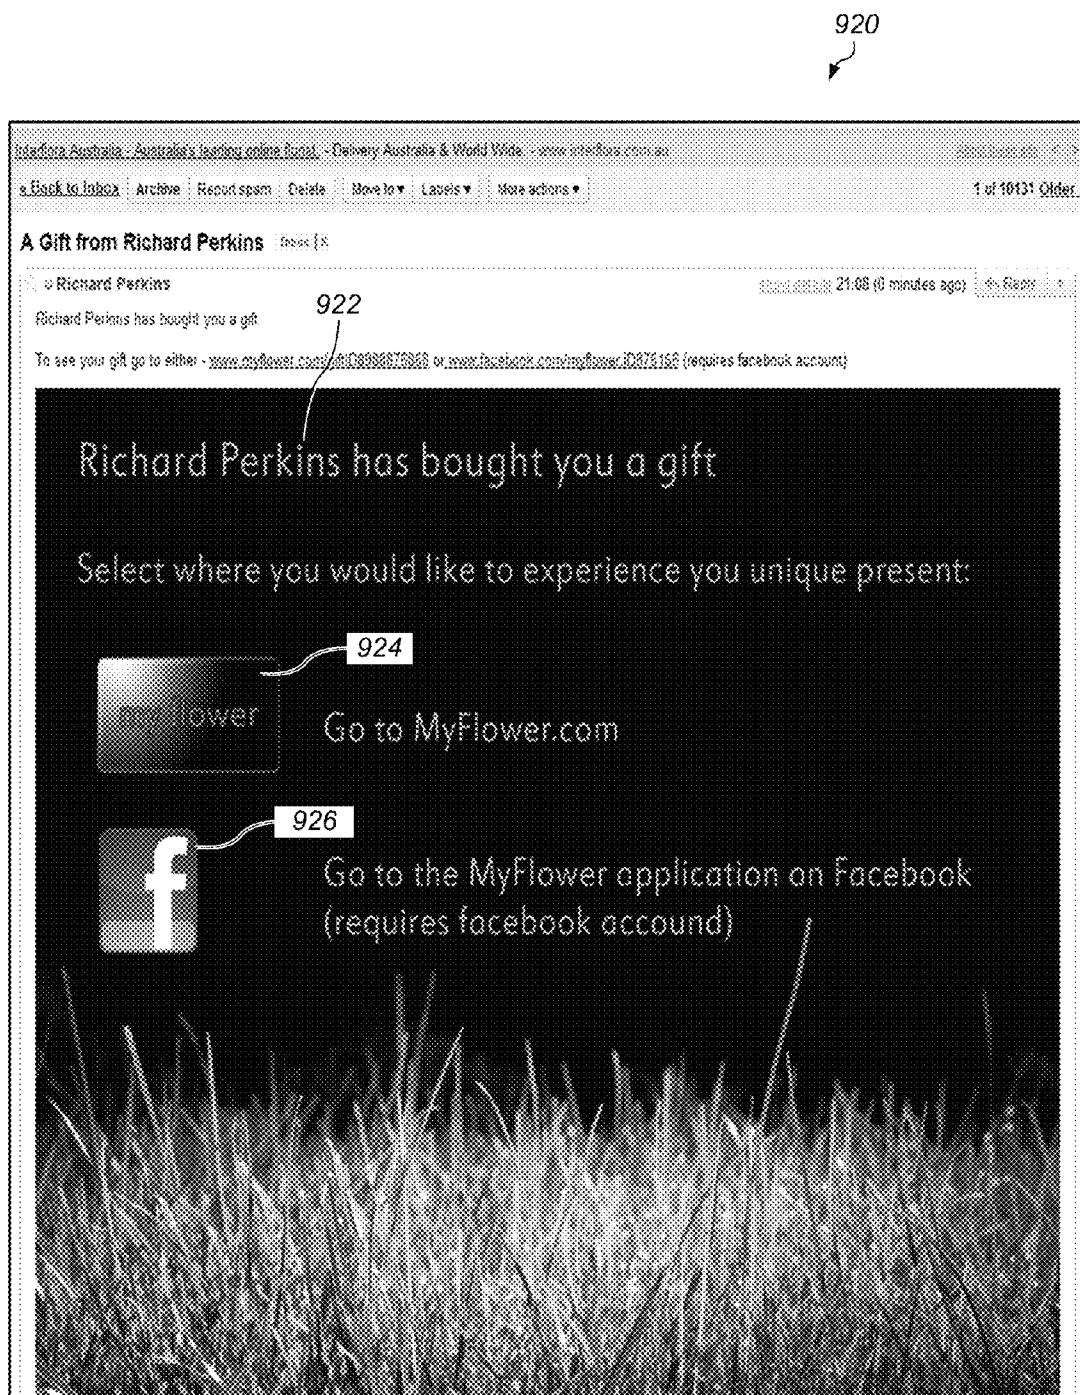 920
Interflora Australia - Australia's leading online florist. - Delivery Australia & World Wide. - www.interflora.com.au
« Back to Inbox Archive Report spam Delete Move to ▾ Labels ▾ More actions ▾ 1 of 10131 Older
A Gift from Richard Perkins Inbox | X
Richard Perkins 21:08 (0 minutes ago) Reply
922
Richard Perkins has bought you a gift
To see your gift go to either - or (requires facebook account)
Richard Perkins has bought you a gift
Select where you would like to experience you unique present:
924
myflower
Go to MyFlower.com
926
f
Go to the MyFlower application on Facebook
(requires facebook accound)